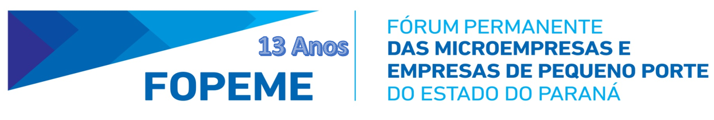 13 Anos
FOPEME
FÓRUM PERMANENTE
DAS MICROEMPRESAS E
EMPRESAS DE PEQUENO PORTE
DO ESTADO DO PARANÁ